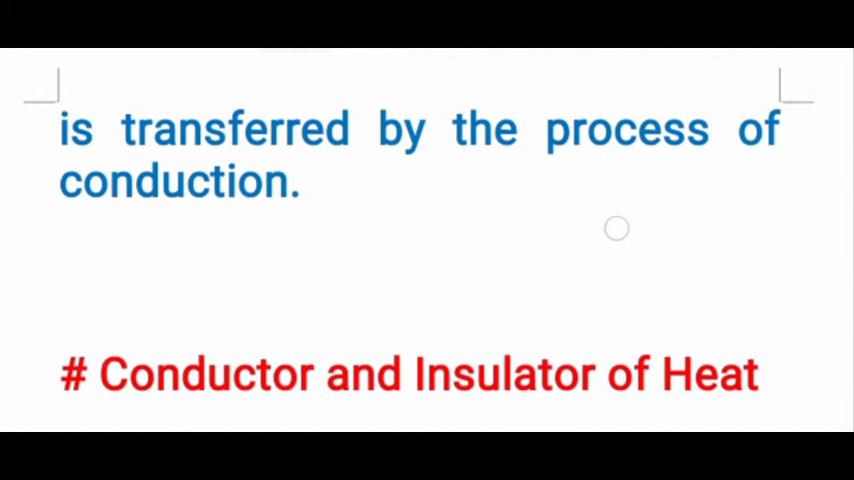 is transferred by the process of
conduction.
# Conductor and Insulator of Heat